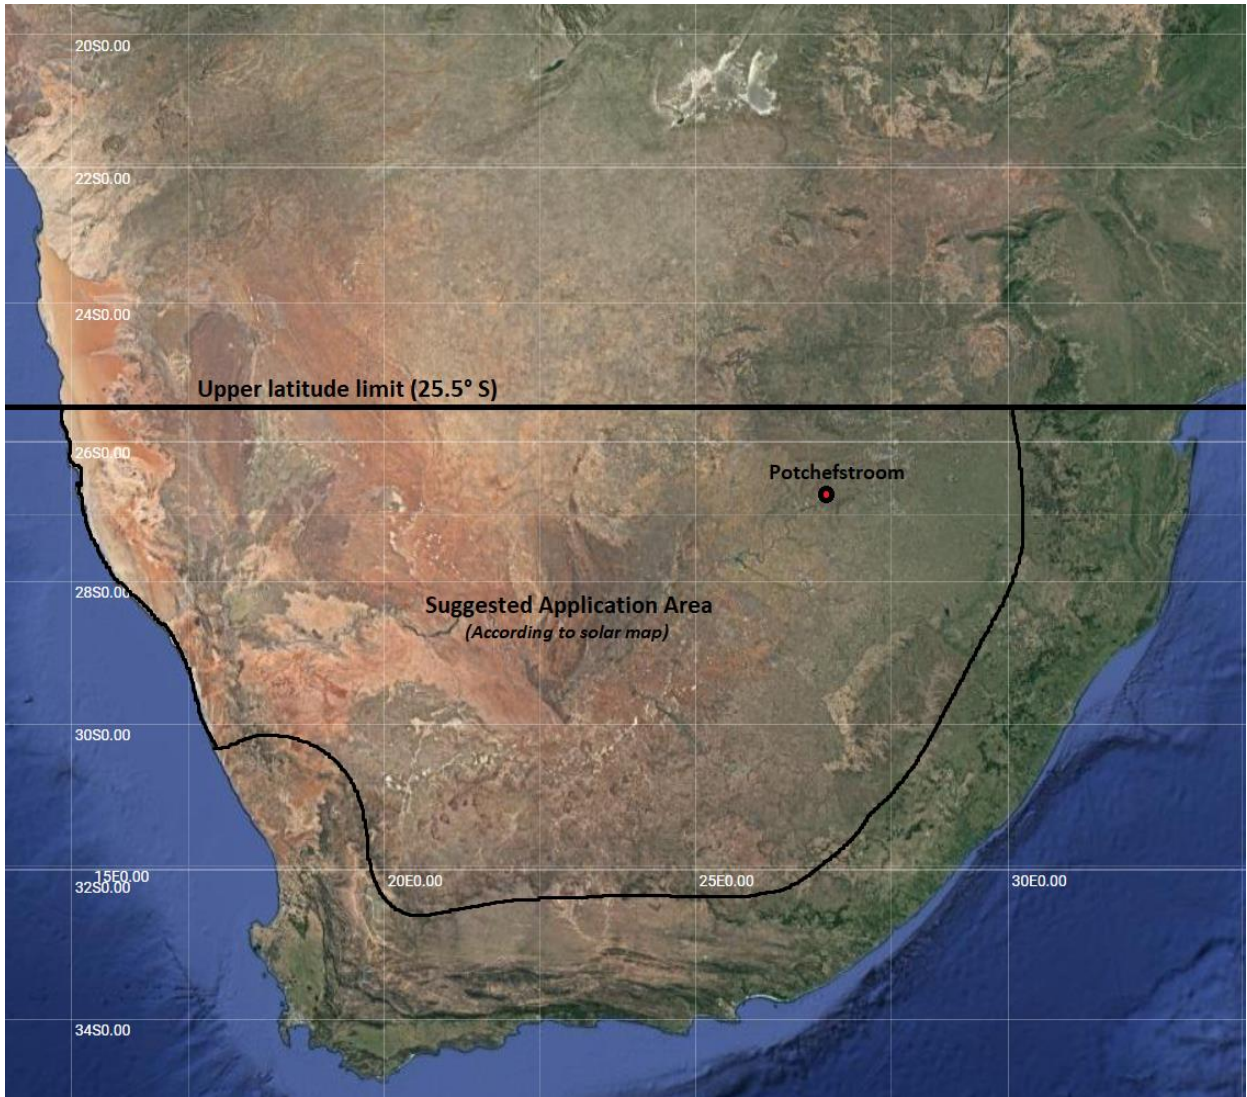 20S0.00
22S0.00
24S0.00
Upper latitude limit (25.5° S)
26S0.00
Potchefstroom
28S0.00
Suggested Application Area
(According to solar map)
30S0.00
15E0.00
20E0.00
25E0.00
30E0.00
32S0.00
34S0.00